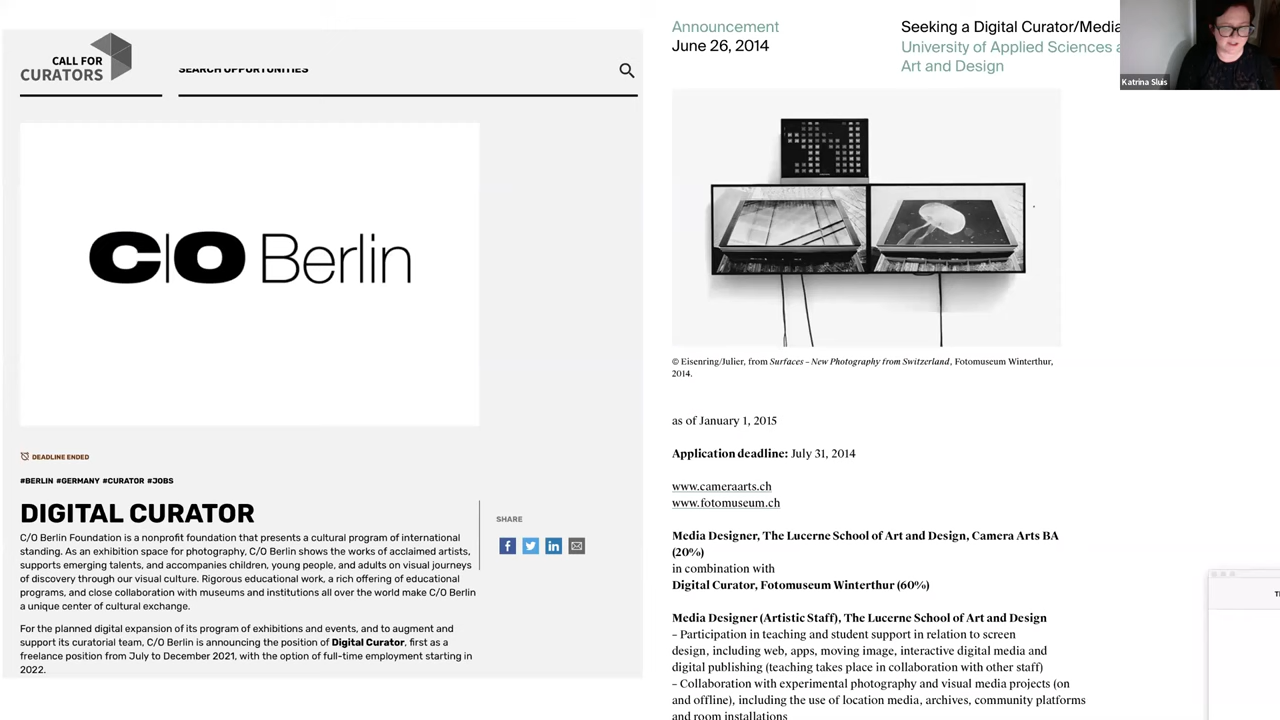 CALL FOR
CURATORS
SEARCH OPPORTUNITIES
C/O Berlin
DEADLINE ENDED
#BERLIN #GERMANY #CURATOR #JOBS
DIGITAL CURATOR
C/O Berlin Foundation is a nonprofit foundation that presents a cultural program of international
standing. As an exhibition space for photography, C/O Berlin shows the works of acclaimed artists,
supports emerging talents, and accompanies children, young people, and adults on visual journeys
of discovery through our visual culture. Rigorous educational work, a rich offering of educational
programs, and close collaboration with museums and institutions all over the world make C/O Berlin
a unique center of cultural exchange.
For the planned digital expansion of its program of exhibitions and events, and to augment and
support its curatorial team, C/O Berlin is announcing the position of Digital Curator, first as a
freelance position from July to December 2021, with the option of full-time employment starting in
2022.
SHARE
Announcement
June 26, 2014
Seeking a Digital Curator/Media
University of Applied Sciences
Art and Design
© Eisenring/Julier, from Surfaces – New Photography from Switzerland, Fotomuseum Winterthur,
2014.
as of January 1, 2015
Application deadline: July 31, 2014
www.cameraarts.ch
www.fotomuseum.ch
Media Designer, The Lucerne School of Art and Design, Camera Arts BA
(20%)
in combination with
Digital Curator, Fotomuseum Winterthur (60%)
Media Designer (Artistic Staff), The Lucerne School of Art and Design
– Participation in teaching and student support in relation to screen
design, including web, apps, moving image, interactive digital media and
digital publishing (teaching takes place in collaboration with other staff)
– Collaboration with experimental photography and visual media projects (on
and offline), including the use of location media, archives, community platforms
and room installations
Katrina Sluis